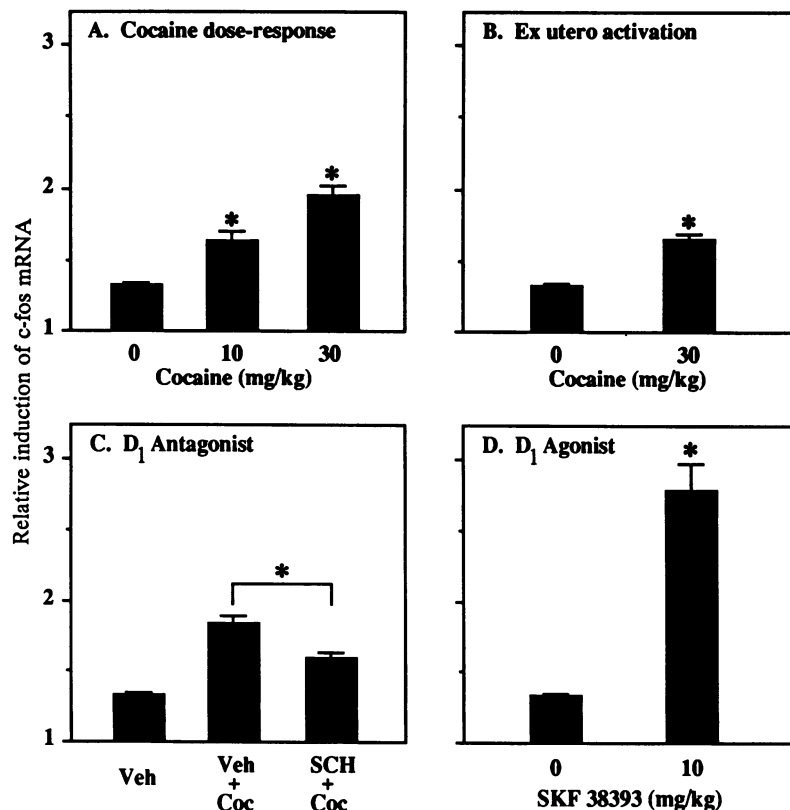 Relative induction of c-fos mRNA
A. Cocaine dose-response
3
2
1
*
*
0 10 30
Cocaine (mg/kg)
B. Ex utero activation
*
0 30
Cocaine (mg/kg)
C. D1 Antagonist
3
2
1
*
Veh Veh + Coc SCH + Coc
D. D1 Agonist
*
0 10
SKF 38393 (mg/kg)